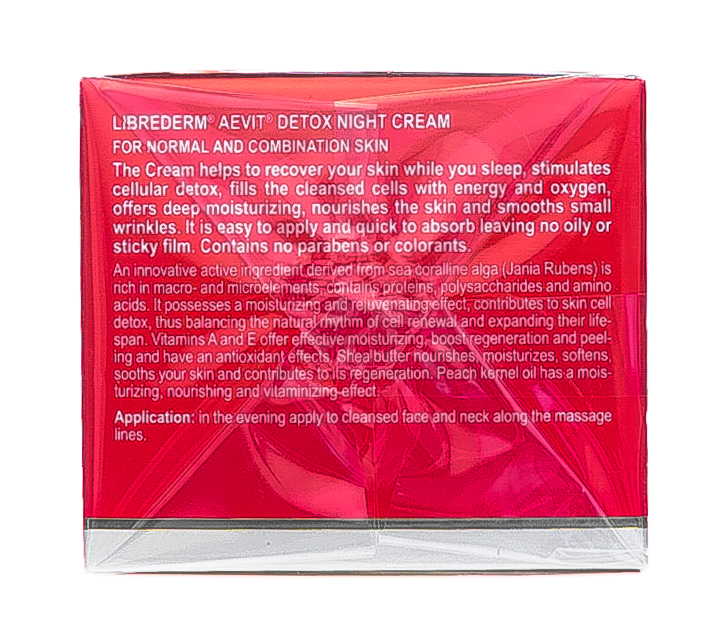 LIBREDERM® AEVIT® DETOX NIGHT CREAM
FOR NORMAL AND COMBINATION SKIN
The Cream helps to recover your skin while you sleep, stimulates
cellular detox, fills the cleansed cells with energy and oxygen,
offers deep moisturizing, nourishes the skin and smooths small
wrinkles. It is easy to apply and quick to absorb leaving no oily or
sticky film. Contains no parabens or colorants.
An innovative active ingredient derived from sea coralline alga (Jania Rubens) is
rich in macro- and microelements, contains proteins, polysaccharides and amino
acids. It possesses a moisturizing and rejuvenating effect, contributes to skin cell
detox, thus balancing the natural rhythm of cell renewal and expanding their life-
span. Vitamins A and E offer effective moisturizing, boost regeneration and peel-
ing and have an antioxidant effects. Shea butter nourishes, moisturizes, softens,
sooths your skin and contributes to its regeneration. Peach kernel oil has a mois-
turizing, nourishing and vitaminizing effect.
Application: in the evening apply to cleansed face and neck along the massage
lines.